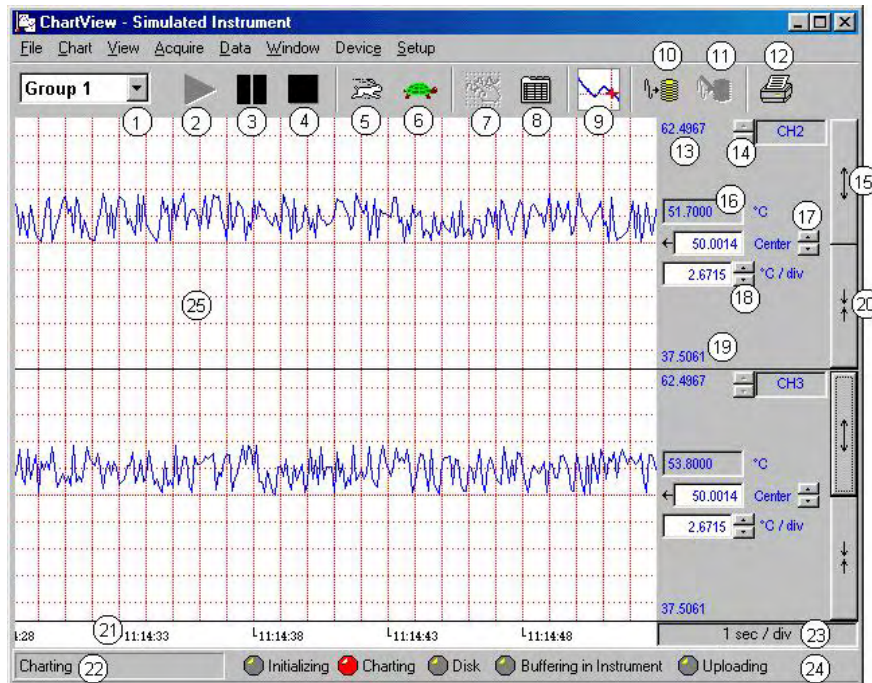 ChartView - Simulated Instrument
File Chart View Acquire Data Window Device Setup
10 11 12
Group 1
1 2 3 4 5 6 7 8 9
62.4967 CH2
13 14
15
51.7000 16 °C 17
50.0014 Center
2.6715 °C / div
18
25
20
37.5061 19
62.4967 CH3
53.8000 °C
50.0014 Center
2.6715 °C / div
37.5061
:28 21 11:14:33 11:14:38 11:14:43 11:14:48 1 sec / div 23
Charting 22 Initializing Charting Disk Buffering in Instrument Uploading 24